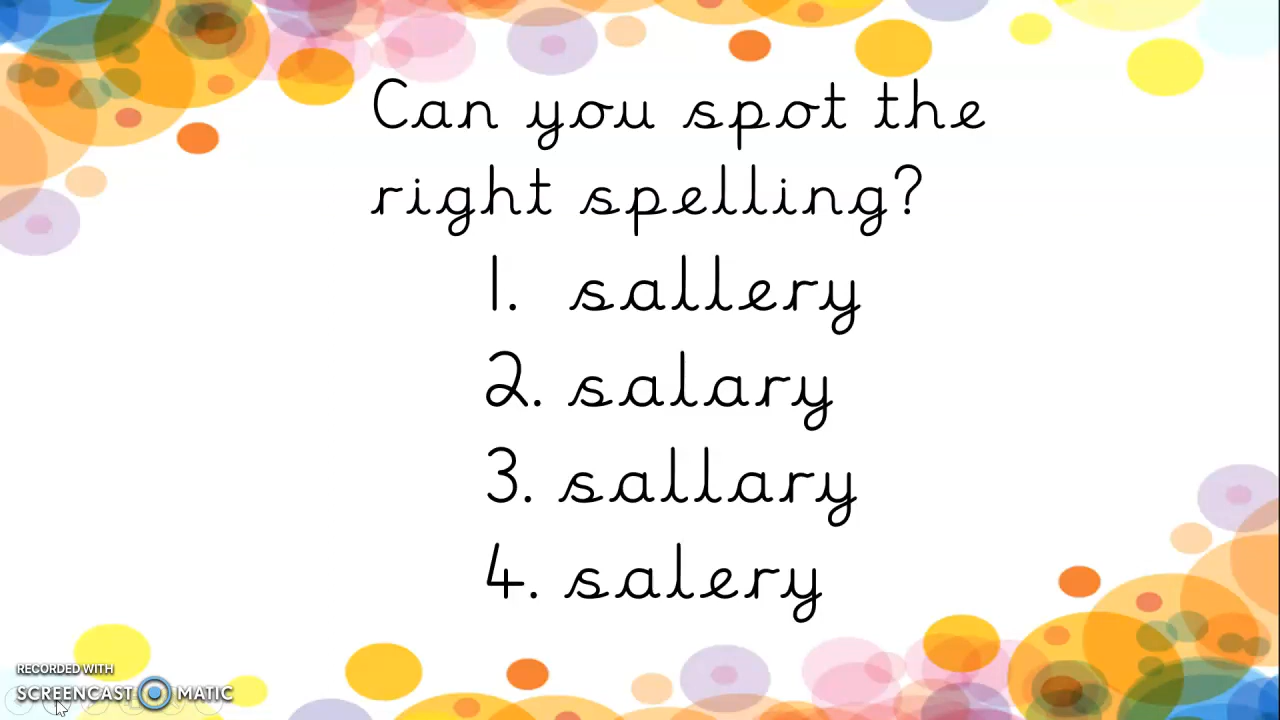 Can you spot the
right spelling?
1. sallery
2. salary
3. sallary
4. salery
RECORDED WITH
SCREENCAST MATIC